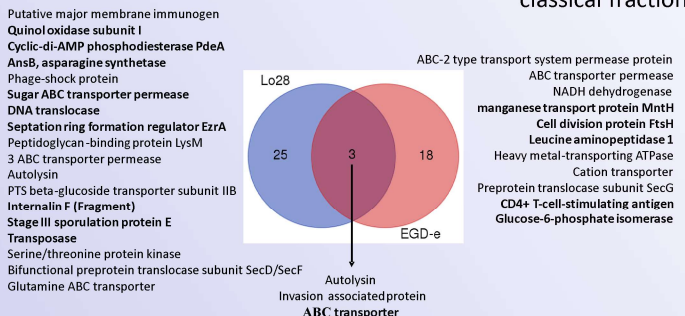 classical fraction
Putative major membrane immunogen
Quinol oxidase subunit I
Cyclic-di-AMP phosphodiesterase PdeA
AnsB, asparagine synthetase
Phage-shock protein
Sugar ABC transporter permease
DNA translocase
Septation ring formation regulator EzrA
Peptidoglycan-binding protein LysM
3 ABC transporter permease
Autolysin
PTS beta-glucoside transporter subunit IIB
Internalin F (Fragment)
Stage III sporulation protein E
Transposase
Serine/threonine protein kinase
Bifunctional preprotein translocase subunit SecD/SecF
Glutamine ABC transporter
Lo28
25
3
18
EGD-e
Autolysin
Invasion associated protein
ABC transporter
ABC-2 type transport system permease protein
ABC transporter permease
NADH dehydrogenase
manganese transport protein MntH
Cell division protein FtsH
Leucine aminopeptidase 1
Heavy metal-transporting ATPase
Cation transporter
Preprotein translocase subunit SecG
CD4+ T-cell-stimulating antigen
Glucose-6-phosphate isomerase